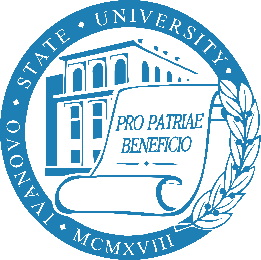 IVANOVO • STATE • UNIVERSITY •
PRO PATRIAE
BENEFICIO
• MCMXVIII •